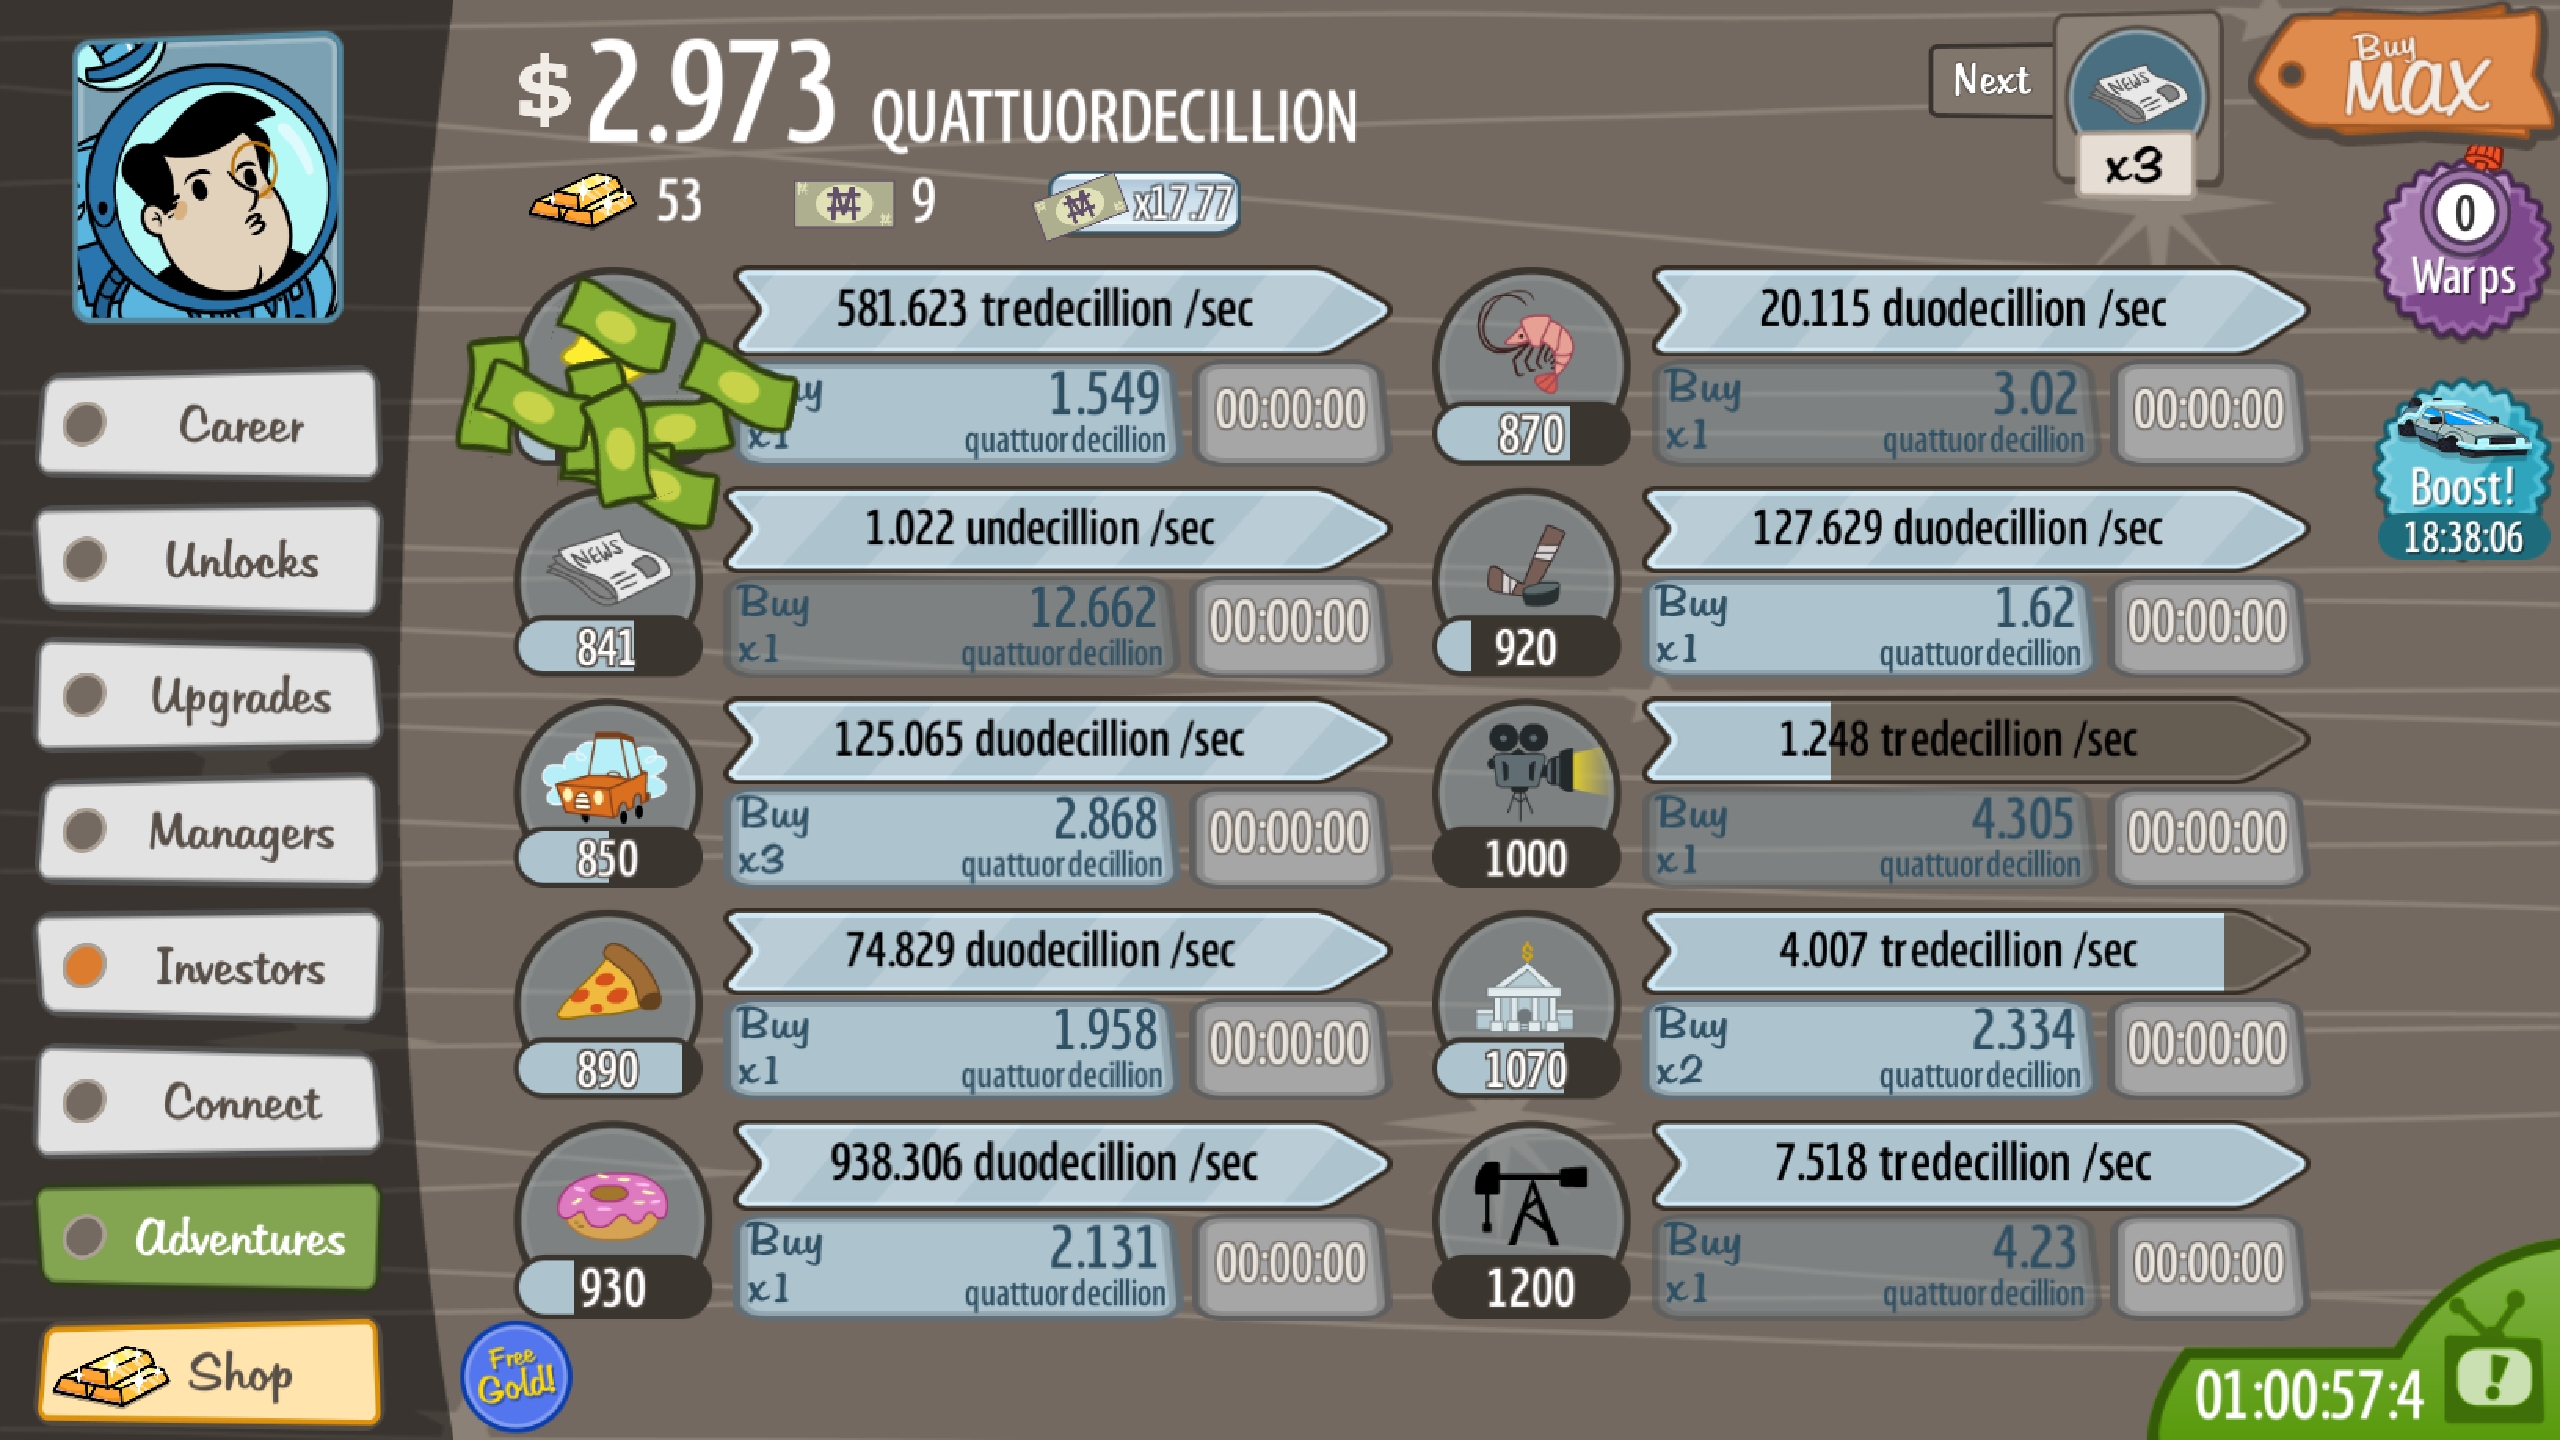 $2.973 QUATTUORDECILLION
Next
x3
Buy
MAX
53
9
x17.77
0
Warps
Boost!
18:38:06
Career
Unlocks
Upgrades
Managers
Investors
Connect
Adventures
Shop
581.623 tredecillion /sec
x1
1.549
quattuordecillion
00:00:00
20.115 duodecillion /sec
870
Buy
x1
3.02
quattuordecillion
00:00:00
NEWS
841
1.022 undecillion /sec
Buy
x1
12.662
quattuordecillion
00:00:00
920
127.629 duodecillion /sec
Buy
x1
1.62
quattuordecillion
00:00:00
850
125.065 duodecillion /sec
Buy
x3
2.868
quattuordecillion
00:00:00
1000
1.248 tredecillion /sec
Buy
x1
4.305
quattuordecillion
00:00:00
890
74.829 duodecillion /sec
Buy
x1
1.958
quattuordecillion
00:00:00
1070
4.007 tredecillion /sec
Buy
x2
2.334
quattuordecillion
00:00:00
930
938.306 duodecillion /sec
Buy
x1
2.131
quattuordecillion
00:00:00
1200
7.518 tredecillion /sec
Buy
x1
4.23
quattuordecillion
00:00:00
Free
Gold!
01:00:57:4